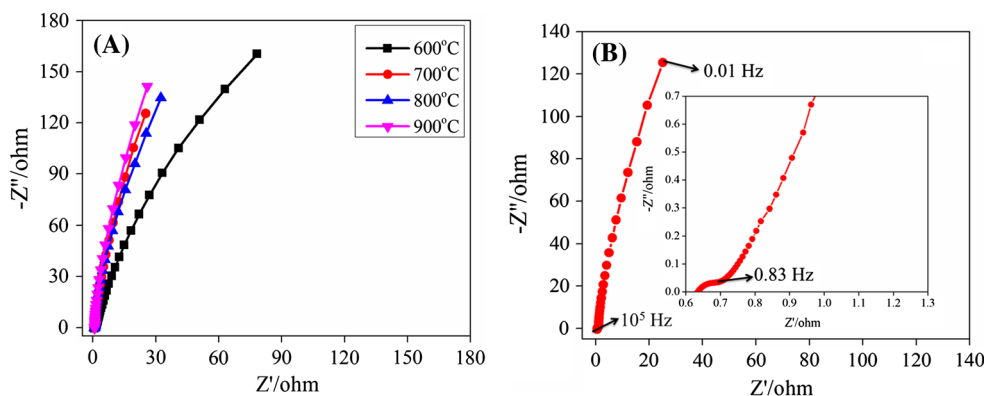 (A)
180
150
120
90
60
30
0
-Z"/ohm
600°C
700°C
800°C
900°C
0 30 60 90 120 150 180
Z'/ohm
(B)
140
120
100
80
60
40
20
0
-Z"/ohm
0.01 Hz
10⁵ Hz
0.7
0.6
0.5
0.4
0.3
0.2
0.1
0.0
-Z"/ohm
0.83 Hz
0.6 0.7 0.8 0.9 1.0 1.1 1.2 1.3
Z'/ohm
0 20 40 60 80 100 120 140
Z'/ohm